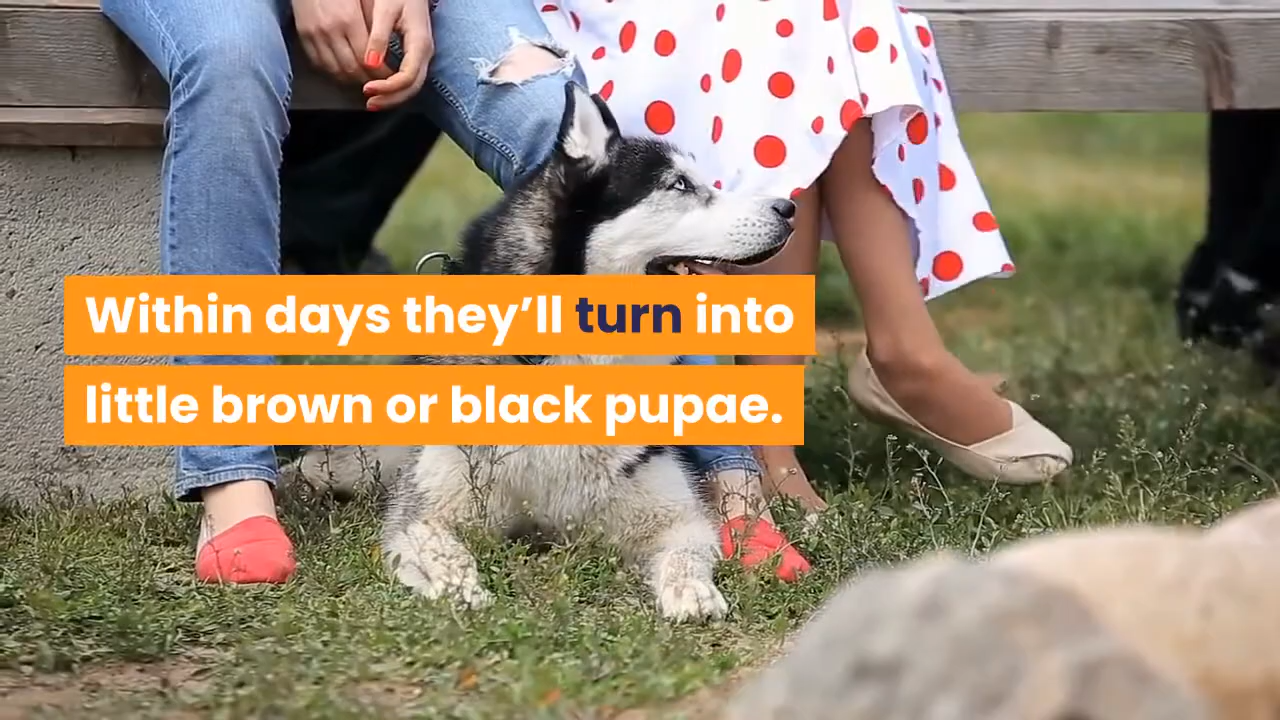 Within days they’ll turn into
little brown or black pupae.